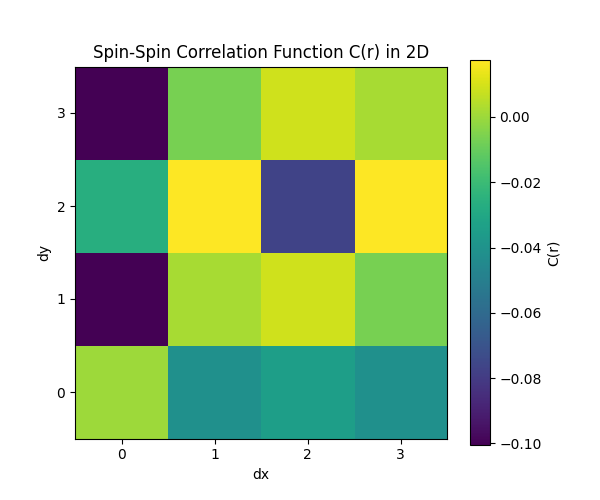 Spin-Spin Correlation Function C(r) in 2D
3
2
1
0
dy
0 1 2 3
dx
0.00
−0.02
−0.04
−0.06
−0.08
−0.10
C(r)